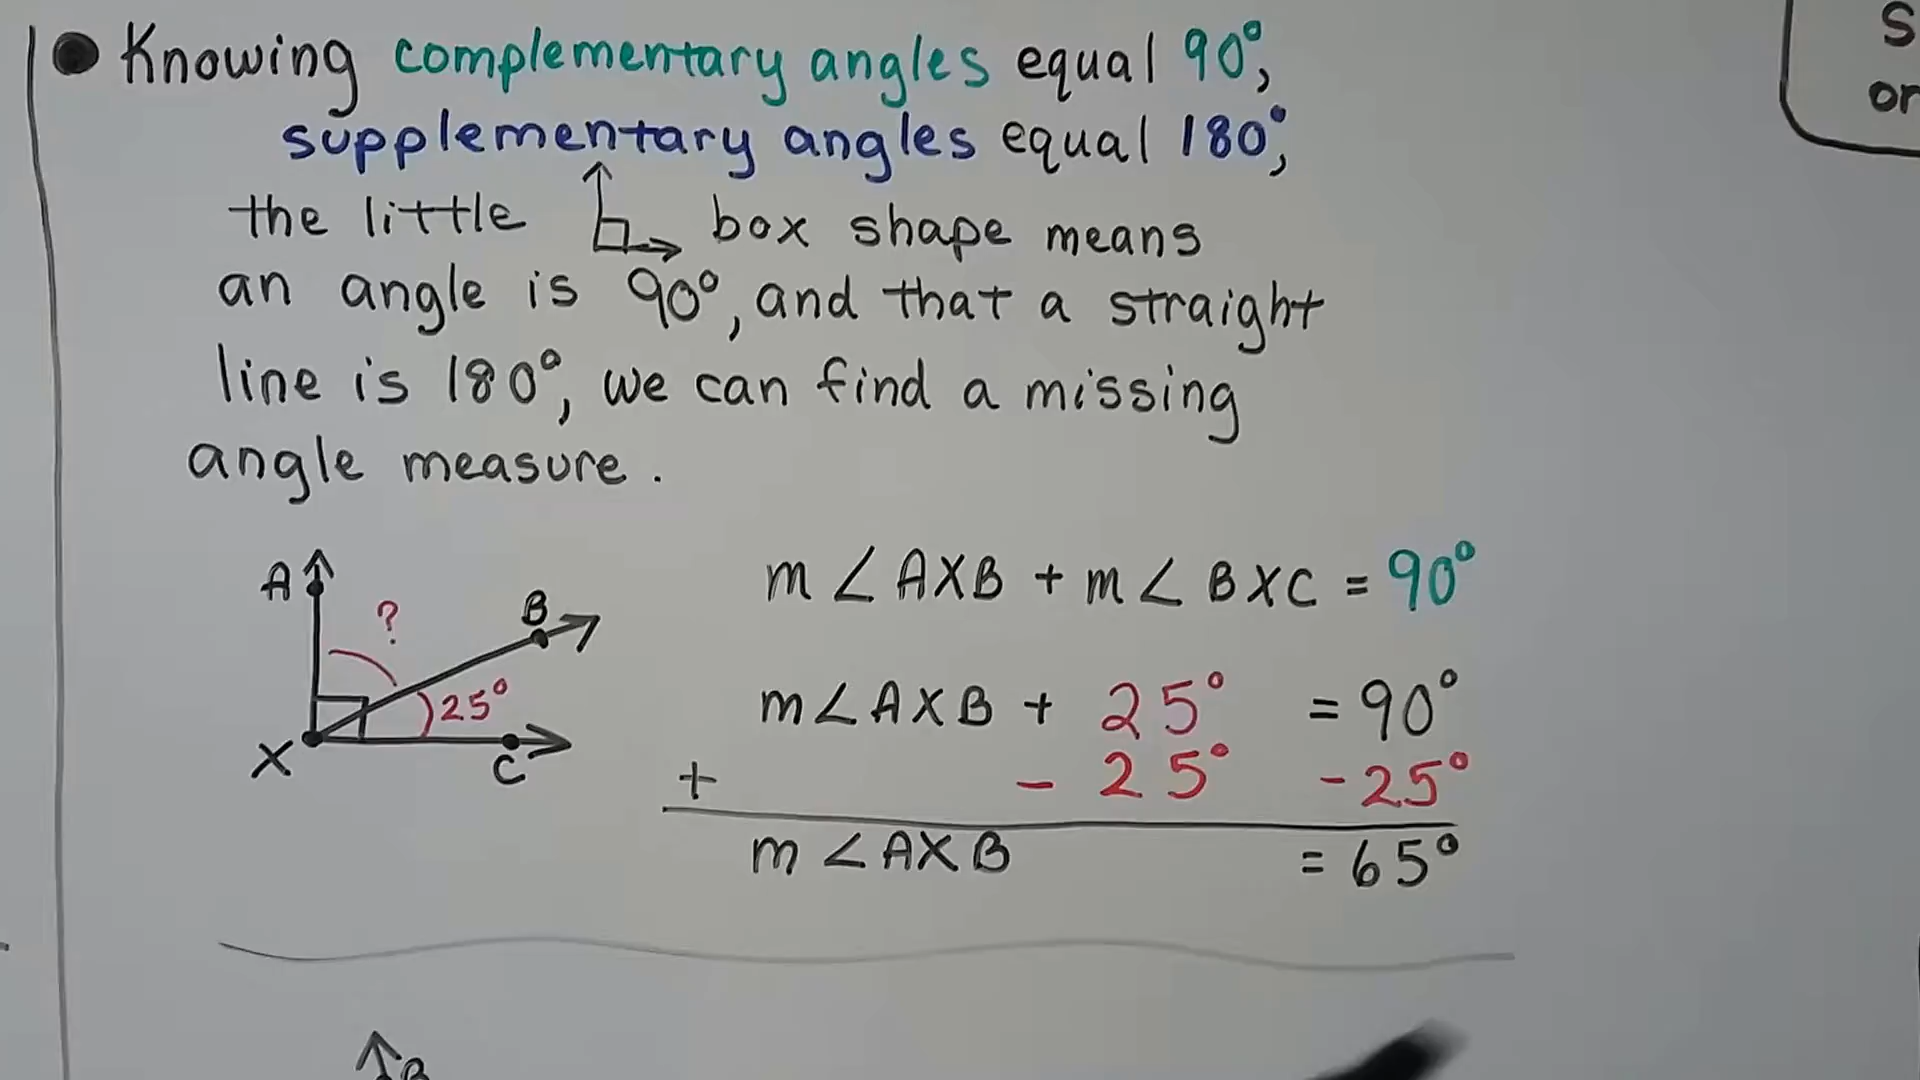 ● Knowing complementary angles equal 90°,
supplementary angles equal 180°,
the little box shape means
an angle is 90°, and that a straight
line is 180°, we can find a missing
angle measure.
A
?
B
25°
X
C
m∠AXB + m∠BXC = 90°
m∠AXB + 25° = 90°
+ - 25° -25°
m∠AXB = 65°
B
S
or